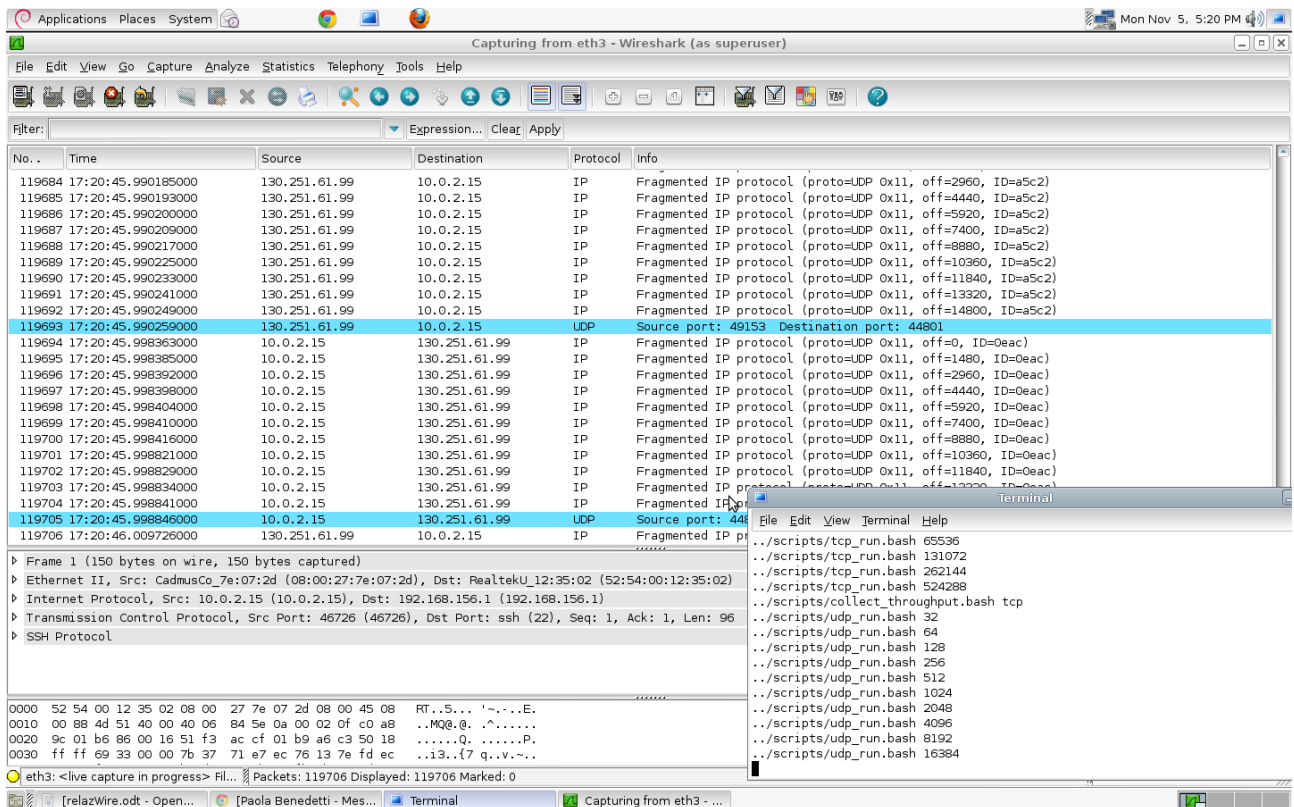 Applications Places System Mon Nov 5, 5:20 PM
Capturing from eth3 - Wireshark (as superuser)
File Edit View Go Capture Analyze Statistics Telephony Tools Help
Filter: Expression... Clear Apply
No. . Time Source Destination Protocol Info
119684 17:20:45.990185000 130.251.61.99 10.0.2.15 IP Fragmented IP protocol (proto=UDP 0x11, off=2960, ID=a5c2)
119685 17:20:45.990193000 130.251.61.99 10.0.2.15 IP Fragmented IP protocol (proto=UDP 0x11, off=4440, ID=a5c2)
119686 17:20:45.990200000 130.251.61.99 10.0.2.15 IP Fragmented IP protocol (proto=UDP 0x11, off=5920, ID=a5c2)
119687 17:20:45.990209000 130.251.61.99 10.0.2.15 IP Fragmented IP protocol (proto=UDP 0x11, off=7400, ID=a5c2)
119688 17:20:45.990217000 130.251.61.99 10.0.2.15 IP Fragmented IP protocol (proto=UDP 0x11, off=8880, ID=a5c2)
119689 17:20:45.990225000 130.251.61.99 10.0.2.15 IP Fragmented IP protocol (proto=UDP 0x11, off=10360, ID=a5c2)
119690 17:20:45.990233000 130.251.61.99 10.0.2.15 IP Fragmented IP protocol (proto=UDP 0x11, off=11840, ID=a5c2)
119691 17:20:45.990241000 130.251.61.99 10.0.2.15 IP Fragmented IP protocol (proto=UDP 0x11, off=13320, ID=a5c2)
119692 17:20:45.990249000 130.251.61.99 10.0.2.15 IP Fragmented IP protocol (proto=UDP 0x11, off=14800, ID=a5c2)
119693 17:20:45.990259000 130.251.61.99 10.0.2.15 UDP Source port: 49153 Destination port: 44801
119694 17:20:45.998363000 10.0.2.15 130.251.61.99 IP Fragmented IP protocol (proto=UDP 0x11, off=0, ID=0eac)
119695 17:20:45.998385000 10.0.2.15 130.251.61.99 IP Fragmented IP protocol (proto=UDP 0x11, off=1480, ID=0eac)
119696 17:20:45.998392000 10.0.2.15 130.251.61.99 IP Fragmented IP protocol (proto=UDP 0x11, off=2960, ID=0eac)
119697 17:20:45.998398000 10.0.2.15 130.251.61.99 IP Fragmented IP protocol (proto=UDP 0x11, off=4440, ID=0eac)
119698 17:20:45.998404000 10.0.2.15 130.251.61.99 IP Fragmented IP protocol (proto=UDP 0x11, off=5920, ID=0eac)
119699 17:20:45.998410000 10.0.2.15 130.251.61.99 IP Fragmented IP protocol (proto=UDP 0x11, off=7400, ID=0eac)
119700 17:20:45.998416000 10.0.2.15 130.251.61.99 IP Fragmented IP protocol (proto=UDP 0x11, off=8880, ID=0eac)
119701 17:20:45.998821000 10.0.2.15 130.251.61.99 IP Fragmented IP protocol (proto=UDP 0x11, off=10360, ID=0eac)
119702 17:20:45.998829000 10.0.2.15 130.251.61.99 IP Fragmented IP protocol (proto=UDP 0x11, off=11840, ID=0eac)
119703 17:20:45.998834000 10.0.2.15 130.251.61.99 IP Fragmented IP protocol (proto=UDP 0x11, off=13320, ID=0eac)
119704 17:20:45.998841000 10.0.2.15 130.251.61.99 IP Fragmented IP
119705 17:20:45.998846000 10.0.2.15 130.251.61.99 UDP Source port: 448
119706 17:20:46.009726000 10.0.2.15 130.251.61.99 IP Fragmented IP pr
Frame 1 (150 bytes on wire, 150 bytes captured)
Ethernet II, Src: CadmusCo_7e:07:2d (08:00:27:7e:07:2d), Dst: RealtekU_12:35:02 (52:54:00:12:35:02)
Internet Protocol, Src: 10.0.2.15 (10.0.2.15), Dst: 192.168.156.1 (192.168.156.1)
Transmission Control Protocol, Src Port: 46726 (46726), Dst Port: ssh (22), Seq: 1, Ack: 1, Len: 96
SSH Protocol
0000 52 54 00 12 35 02 08 00 27 7e 07 2d 08 00 45 08 RT..5... '~.-..E.
0010 00 88 4d 51 40 00 40 06 84 5e 0a 00 02 0f c0 a8 ..MQ@.@. .^......
0020 9c 01 b6 86 00 16 51 f3 ac cf 01 b9 a6 c3 50 18 ......Q. ......P.
0030 ff ff 69 33 00 00 7b 37 71 e7 ec 76 13 7e fd ec ..i3..{7 q..v.~..
eth3: <live capture in progress> Fil... Packets: 119706 Displayed: 119706 Marked: 0
Terminal
File Edit View Terminal Help
../scripts/tcp_run.bash 65536
../scripts/tcp_run.bash 131072
../scripts/tcp_run.bash 262144
../scripts/tcp_run.bash 524288
../scripts/collect_throughput.bash tcp
../scripts/udp_run.bash 32
../scripts/udp_run.bash 64
../scripts/udp_run.bash 128
../scripts/udp_run.bash 256
../scripts/udp_run.bash 512
../scripts/udp_run.bash 1024
../scripts/udp_run.bash 2048
../scripts/udp_run.bash 4096
../scripts/udp_run.bash 8192
../scripts/udp_run.bash 16384
[relazWire.odt - Open... [Paola Benedetti - Mes... Terminal Capturing from eth3 - ...